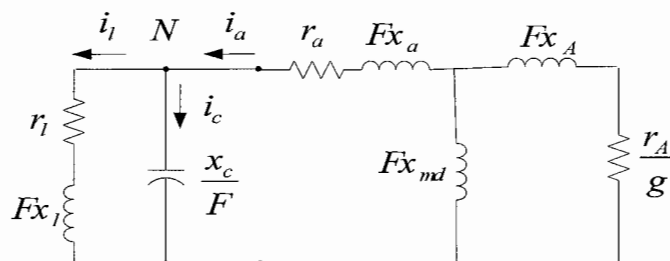 i_l N i_a r_a Fx_a Fx_A
r_l i_c x_c/F Fx_md r_A/g
Fx_l